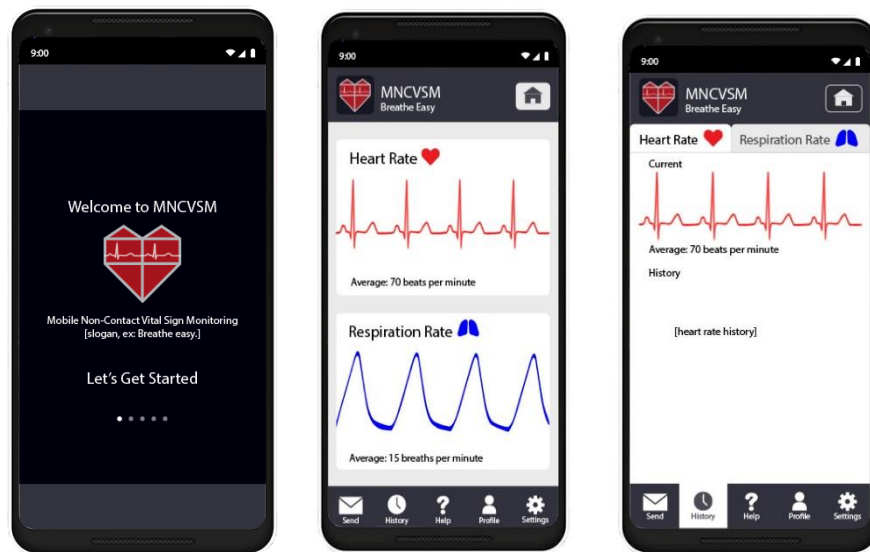 9:00
Welcome to MNCVSM
Mobile Non-Contact Vital Sign Monitoring
[slogan, ex: Breathe easy.]
Let's Get Started
9:00
MNCVSM
Breathe Easy
Heart Rate
Average: 70 beats per minute
Respiration Rate
Average: 15 breaths per minute
Send History Help Profile Settings
9:00
MNCVSM
Breathe Easy
Heart Rate Respiration Rate
Current
Average: 70 beats per minute
History
[heart rate history]
Send History Help Profile Settings